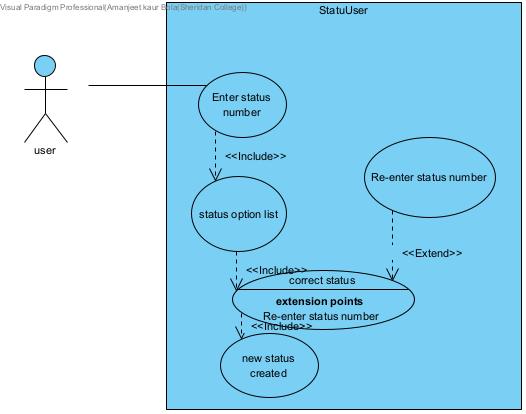 Visual Paradigm Professional(Amanjeet kaur Bola(Sheridan College))
StatuUser
Enter status
number
user
<<Include>>
Re-enter status number
status option list
<<Extend>>
<<Include>>
correct status
extension points
Re-enter status number
<<Include>>
new status
created